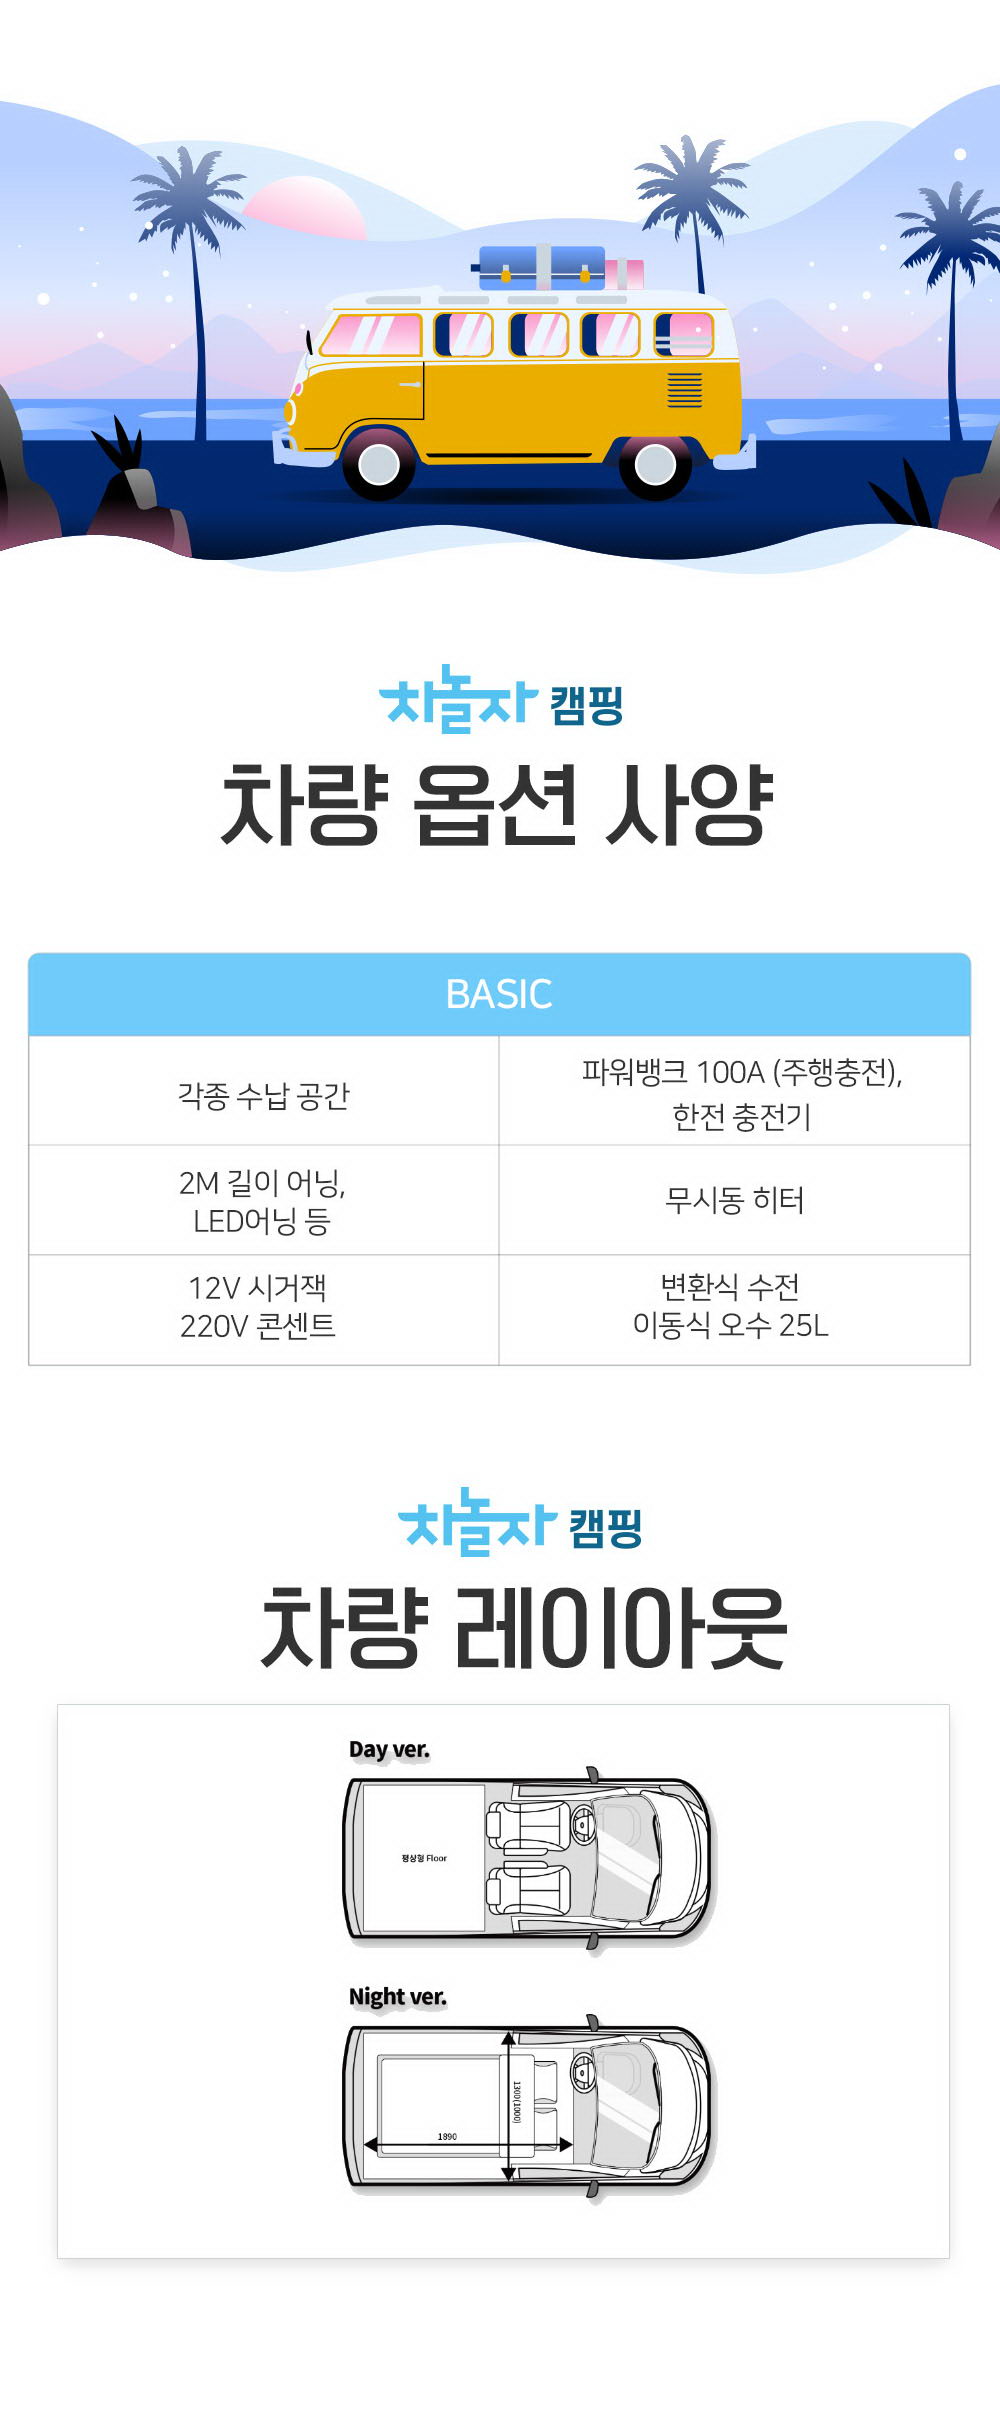 차놀자 캠핑
차량 옵션 사양
BASIC
각종 수납 공간
파워뱅크 100A (주행충전),
한전 충전기
2M 길이 어닝,
LED어닝 등
무시동 히터
12V 시거잭
220V 콘센트
변환식 수전
이동식 오수 25L
차놀자 캠핑
차량 레이아웃
Day ver.
평상형 Floor
Night ver.
1300(1000)
1890